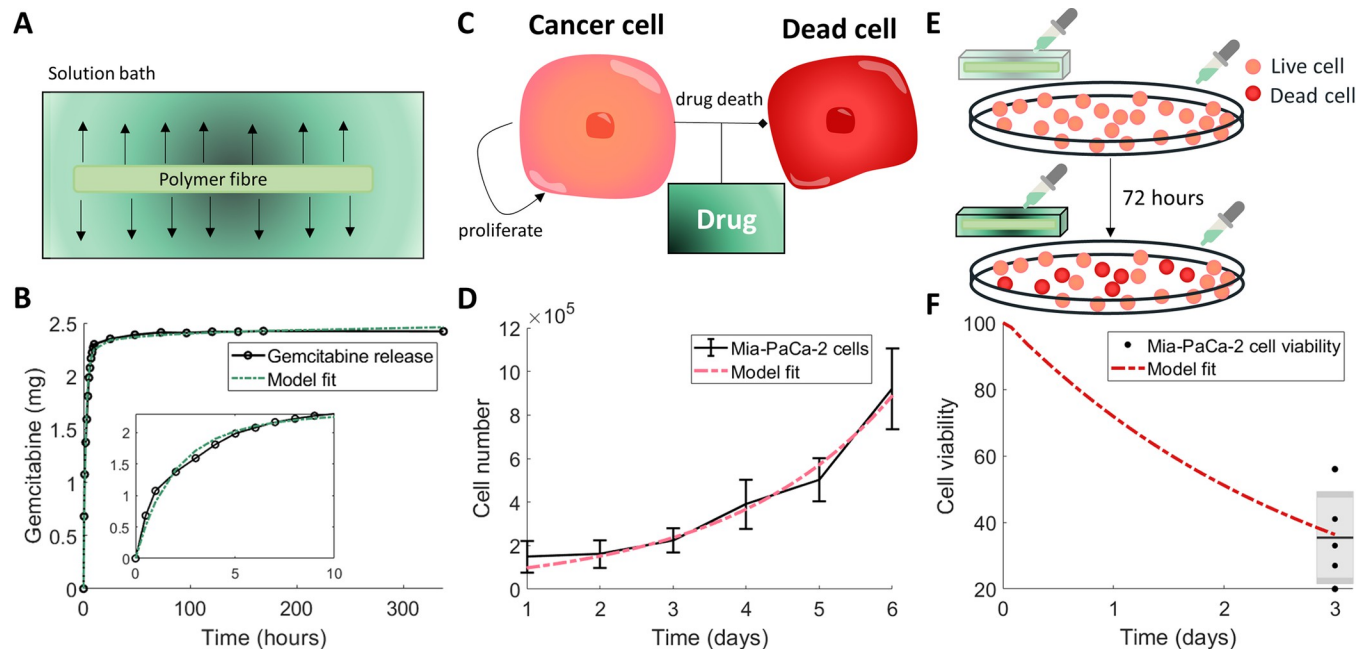 A
Solution bath
Polymer fibre
B
2.5
2
1.5
1
0.5
0
Gemcitabine (mg)
Gemcitabine release
Model fit
2
1.5
1
0.5
0
0 5 10
0 100 200 300
Time (hours)
C
Cancer cell
Dead cell
drug death
proliferate
Drug
D
× 10⁵
12
10
8
6
4
2
0
Cell number
Mia-PaCa-2 cells
Model fit
1 2 3 4 5 6
Time (days)
E
Live cell
Dead cell
72 hours
F
100
80
60
40
20
Cell viability
Mia-PaCa-2 cell viability
Model fit
0 1 2 3
Time (days)